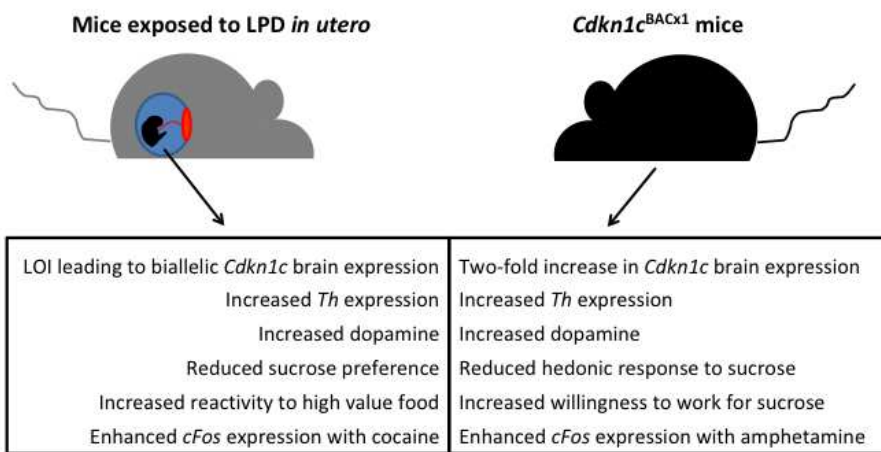 Mice exposed to LPD in utero
Cdkn1cBACx1 mice
LOI leading to biallelic Cdkn1c brain expression
Two-fold increase in Cdkn1c brain expression
Increased Th expression
Increased Th expression
Increased dopamine
Increased dopamine
Reduced sucrose preference
Reduced hedonic response to sucrose
Increased reactivity to high value food
Increased willingness to work for sucrose
Enhanced cFos expression with cocaine
Enhanced cFos expression with amphetamine